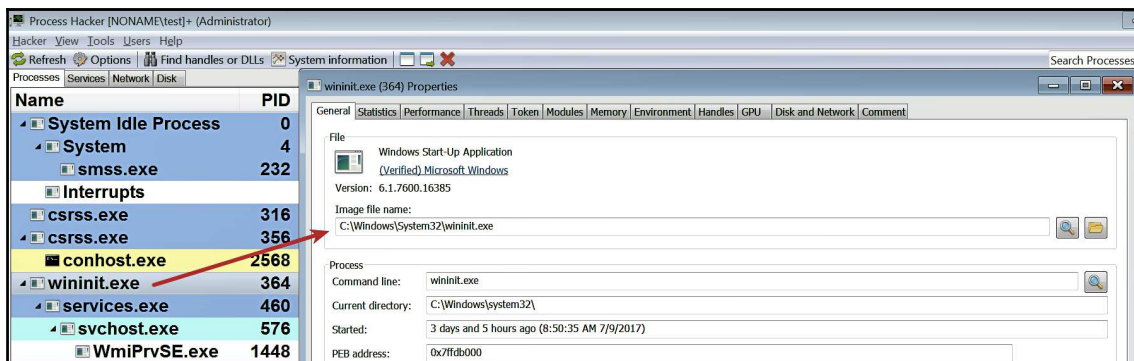 Process Hacker [NONAME\test]+ (Administrator)
Hacker View Tools Users Help
Refresh Options Find handles or DLLs System information Search Processes
Processes Services Network Disk
Name PID
System Idle Process 0
System 4
smss.exe 232
Interrupts
csrss.exe 316
csrss.exe 356
conhost.exe 2568
wininit.exe 364
services.exe 460
svchost.exe 576
WmiPrvSE.exe 1448
wininit.exe (364) Properties
General Statistics Performance Threads Token Modules Memory Environment Handles GPU Disk and Network Comment
File
Windows Start-Up Application
(Verified) Microsoft Windows
Version: 6.1.7600.16385
Image file name:
C:\Windows\System32\wininit.exe
Process
Command line: wininit.exe
Current directory: C:\Windows\system32\
Started: 3 days and 5 hours ago (8:50:35 AM 7/9/2017)
PEB address: 0x7ffdb000